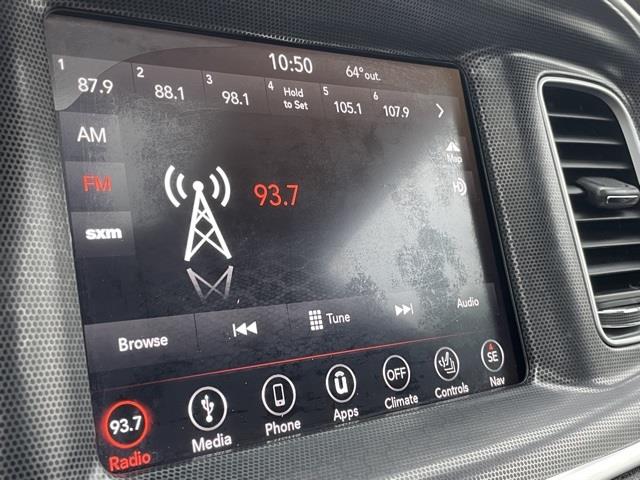 10:50 64° out.
1 87.9 2 88.1 3 98.1 4 Hold to Set 5 105.1 6 107.9
AM
Map
FM
93.7
HD
sxm
Browse Tune Audio
93.7 OFF SE
Radio Media Phone Apps Climate Controls Nav